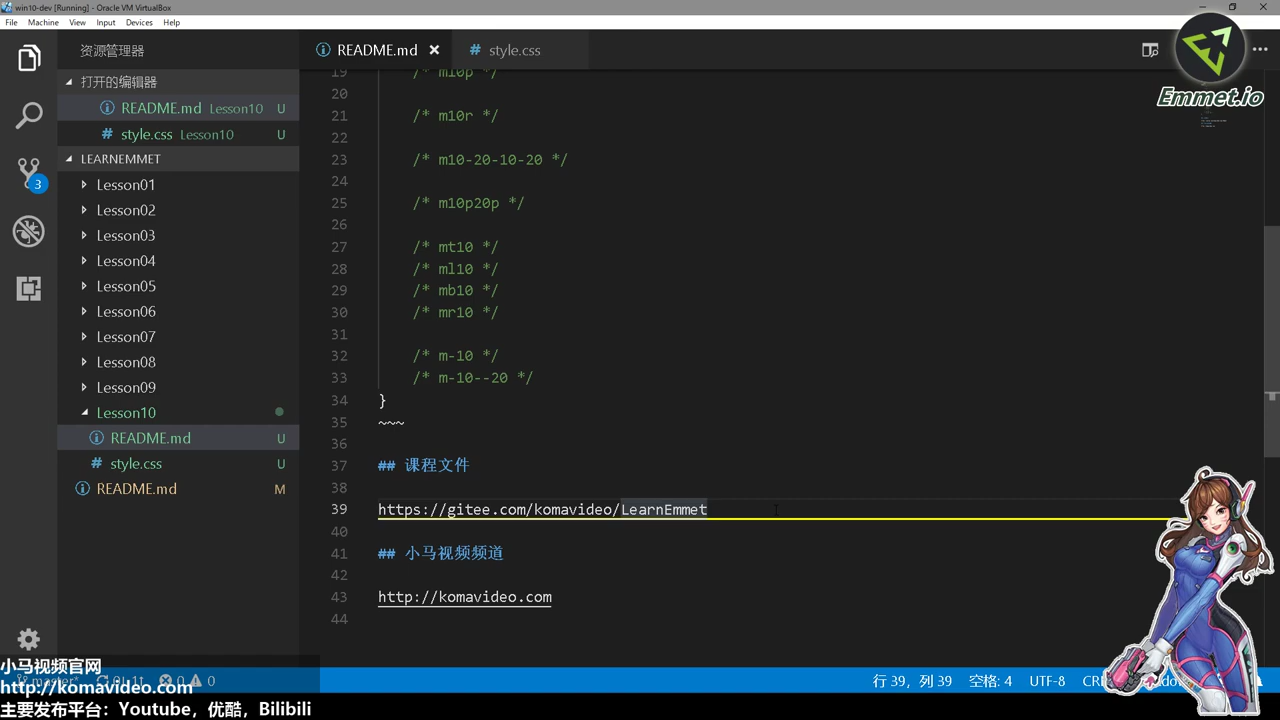 win10-dev [Running] - Oracle VM VirtualBox
File Machine View Input Devices Help
资源管理器
README.md
style.css
Emmet.io
打开的编辑器
README.md Lesson10 U
style.css Lesson10 U
LEARNEMMET
3
Lesson01
Lesson02
Lesson03
Lesson04
Lesson05
Lesson06
Lesson07
Lesson08
Lesson09
Lesson10
README.md U
style.css U
README.md M
19 /* m10p */
20
21 /* m10r */
22
23 /* m10-20-10-20 */
24
25 /* m10p20p */
26
27 /* mt10 */
28 /* ml10 */
29 /* mb10 */
30 /* mr10 */
31
32 /* m-10 */
33 /* m-10--20 */
34 }
35 ~~~
36
37 ## 课程文件
38
39 https://gitee.com/komavideo/LearnEmmet
40
41 ## 小马视频频道
42
43 http://komavideo.com
44
小马视频官网
http://komavideo.com
主要发布平台：Youtube，优酷，Bilibili
master* 0 0
行 39，列 39 空格: 4 UTF-8